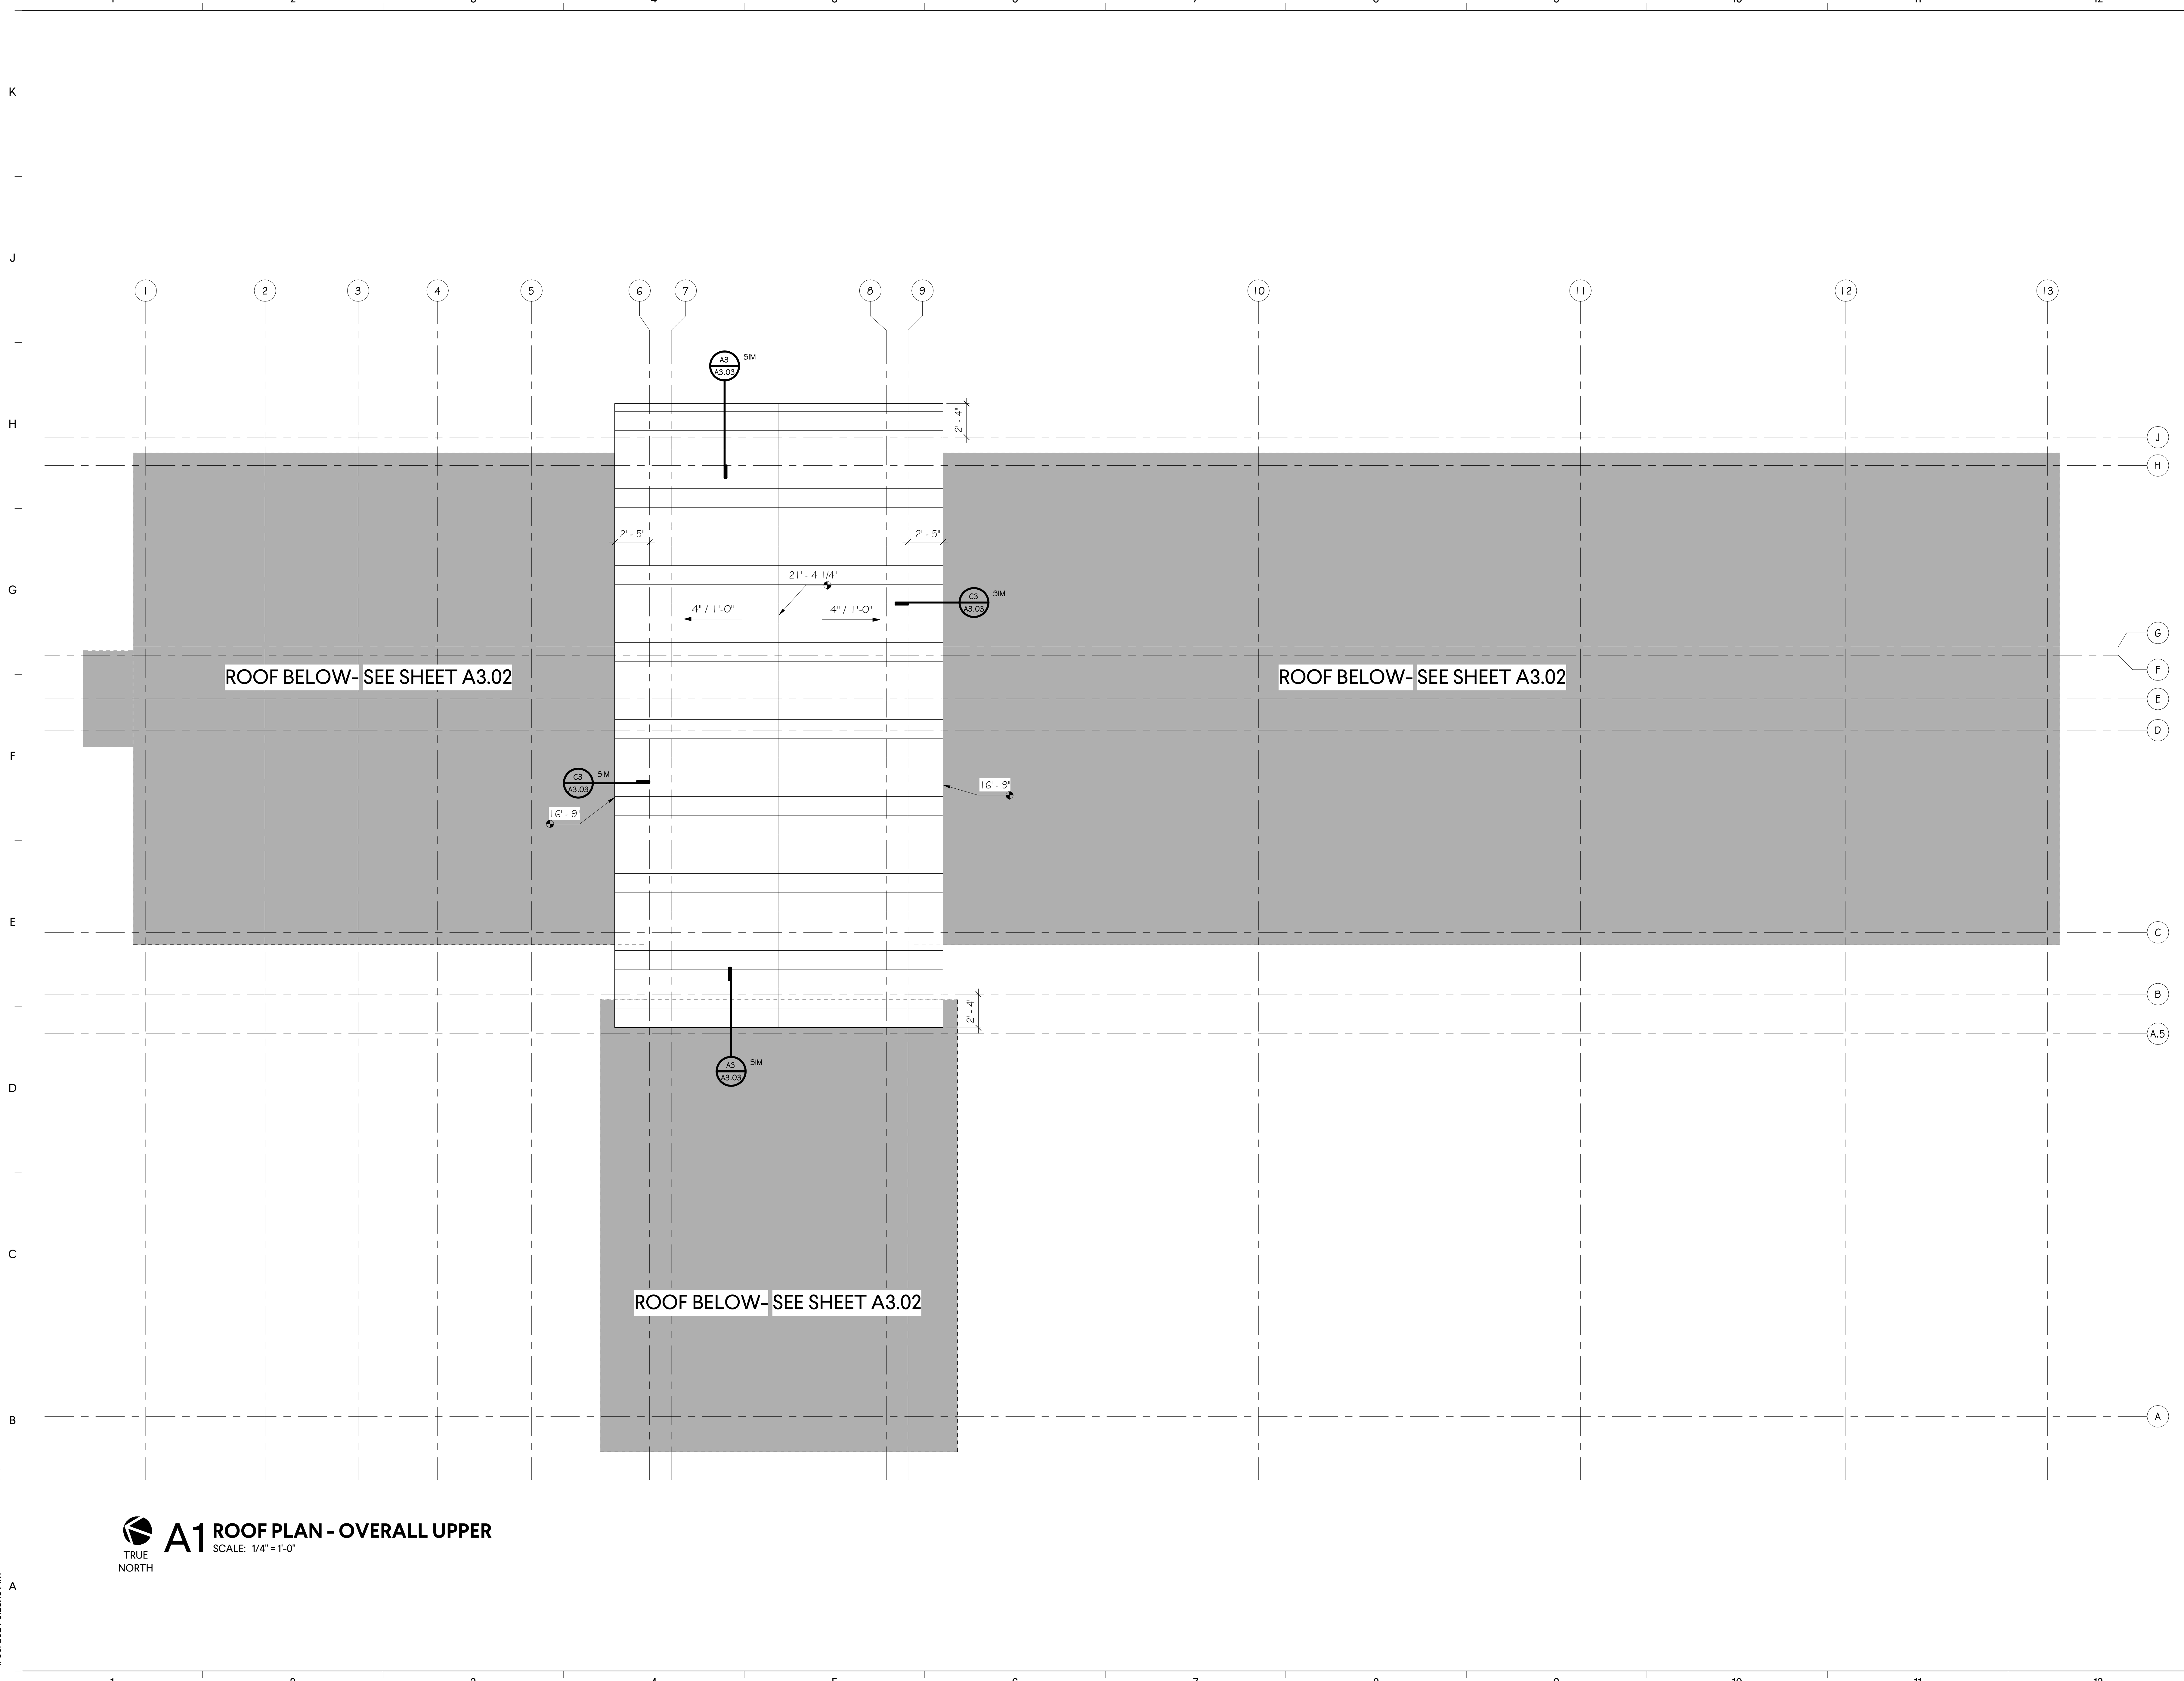 K
J
1 2 3 4 5 6 7 8 9 10 11 12 13
A3
A3.03
SIM
H
2' - 4"
J
H
2' - 5"
2' - 5"
21' - 4 1/4"
G
C3
A3.03
SIM
4" / 1'-0"
4" / 1'-0"
G
F
ROOF BELOW- SEE SHEET A3.02
ROOF BELOW- SEE SHEET A3.02
E
D
F
C3
A3.03
SIM
16' - 9"
16' - 9"
E
C
B
2' - 4"
A.5
A3
A3.03
SIM
D
C
ROOF BELOW- SEE SHEET A3.02
B
A
TRUE
NORTH
A1
ROOF PLAN - OVERALL UPPER
SCALE: 1/4" = 1'-0"
A